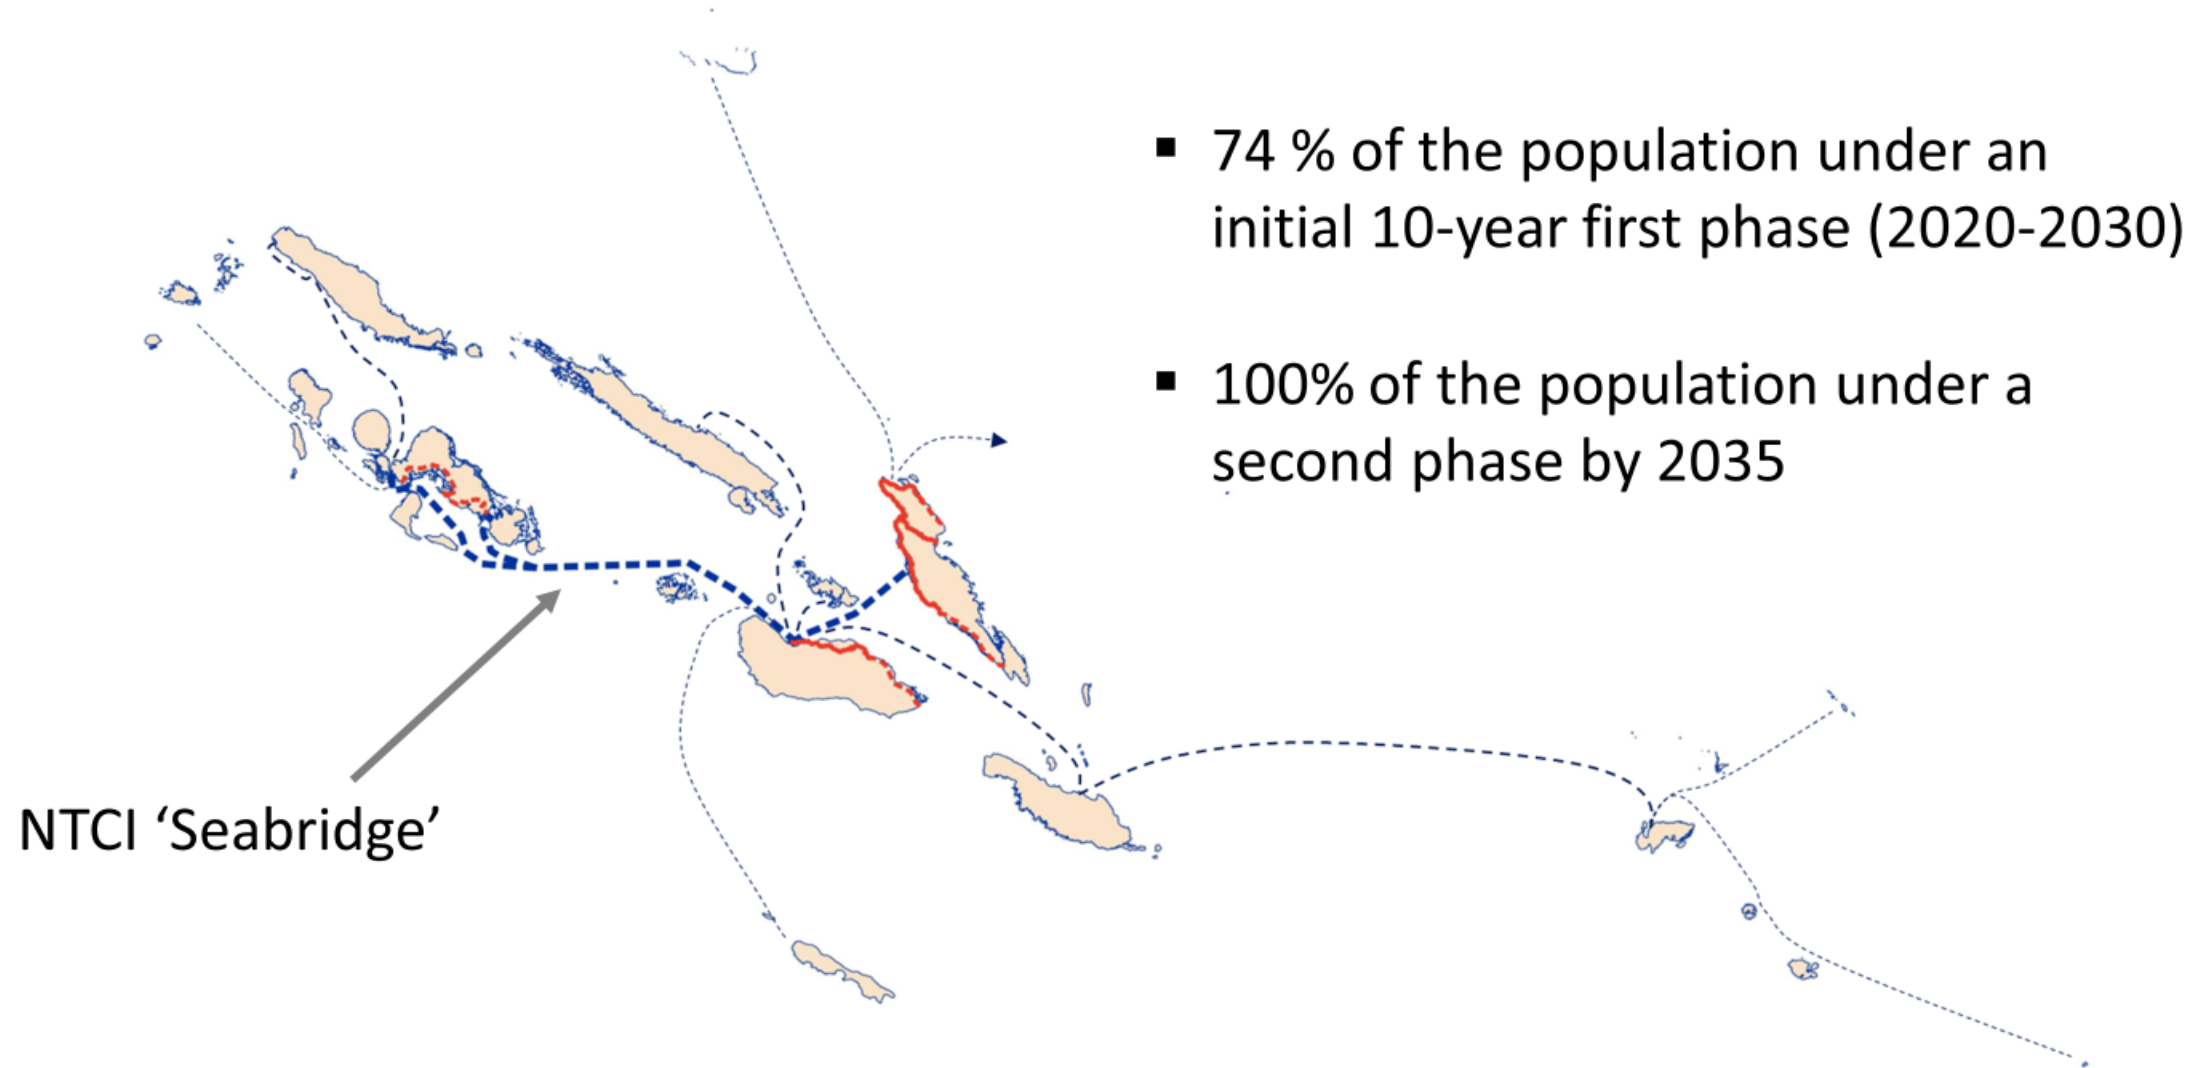 ▪ 74 % of the population under an
initial 10-year first phase (2020-2030)
▪ 100% of the population under a
second phase by 2035
NTCI ‘Seabridge’